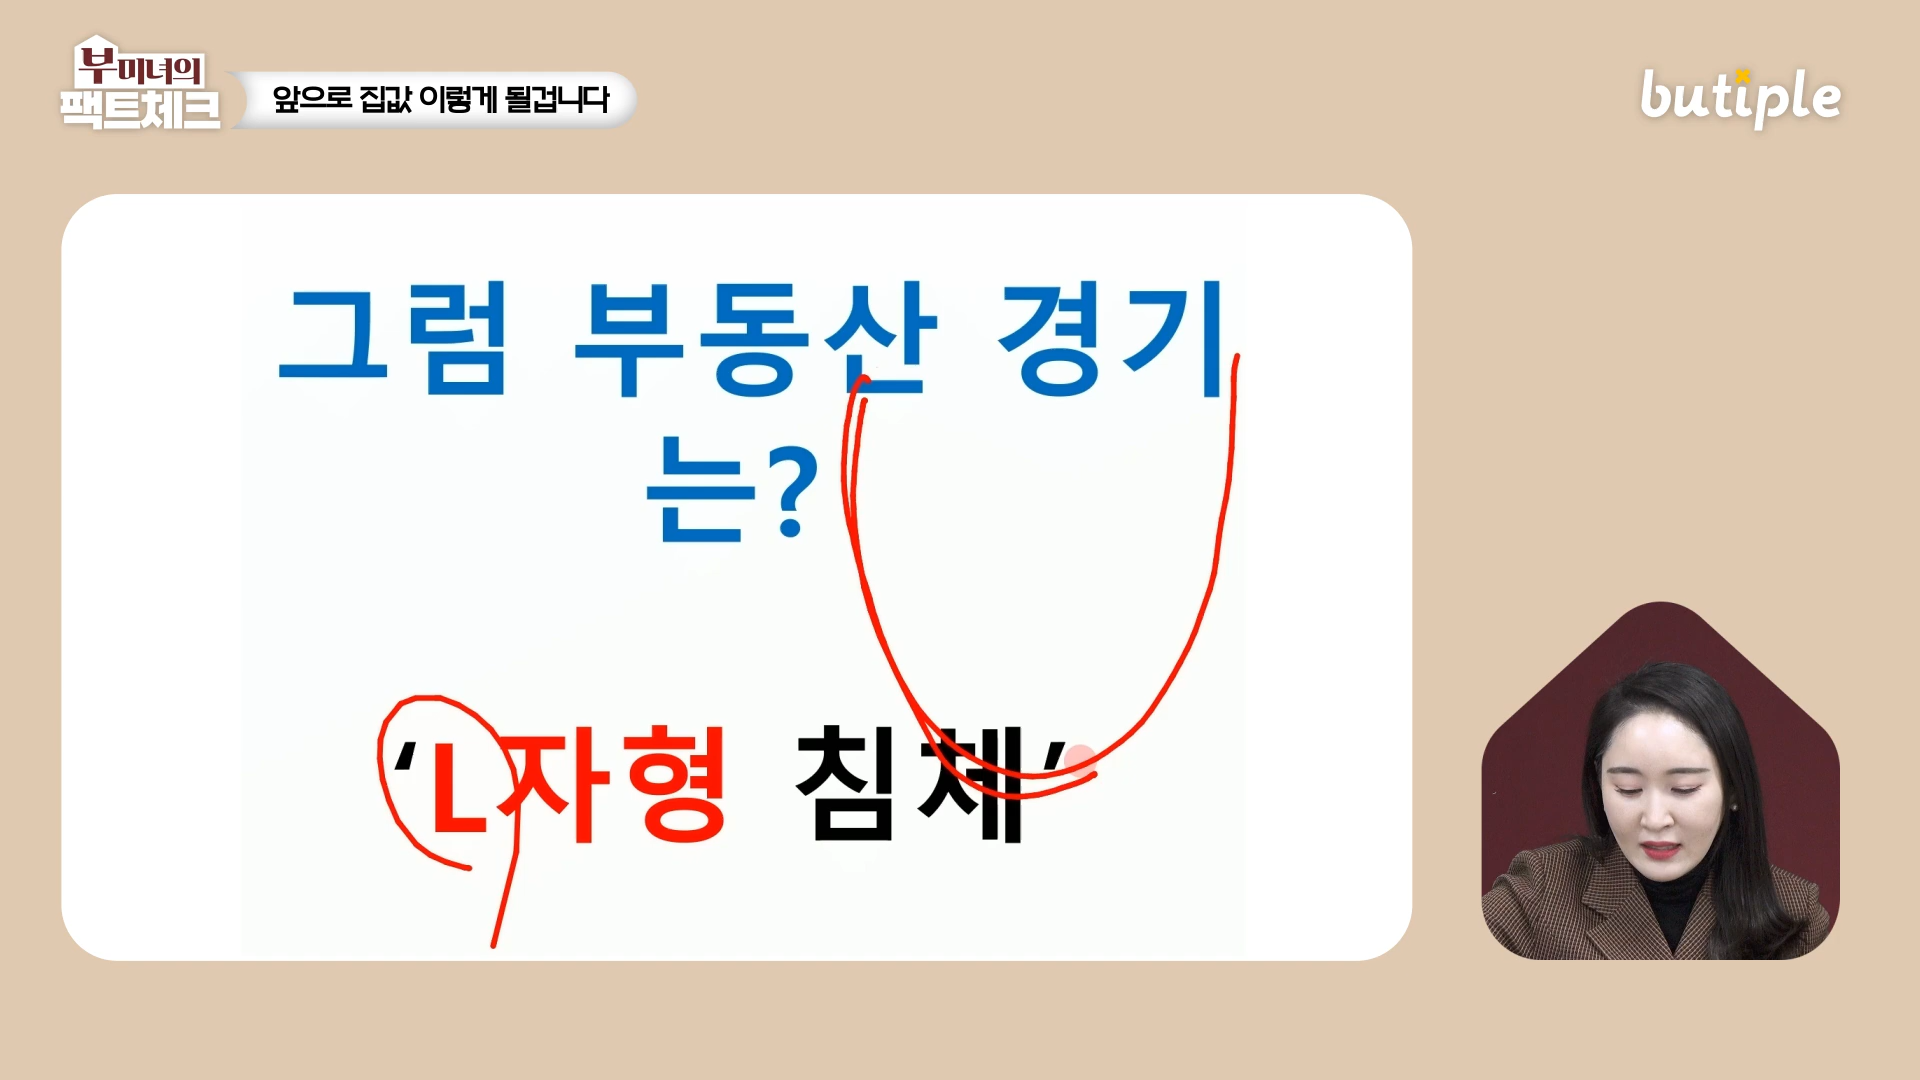 부미녀의
팩트체크
앞으로 집값 이렇게 될겁니다
butiple
그럼 부동산 경기
는?
‘L자형 침체’